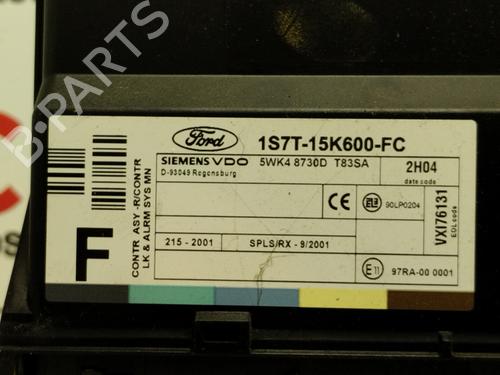 B-PARTS
Ford
1S7T-15K600-FC
SIEMENS VDO 5WK4 8730D T83SA
D-93049 Regensburg
2H04
date code
CONTR ASY -R/CONTR
LK & ALRM SYS MN
F
CE
90LP0204
VXI76131
EOL code
215 - 2001
SPLS/RX - 9/2001
E11
97RA-00 0001